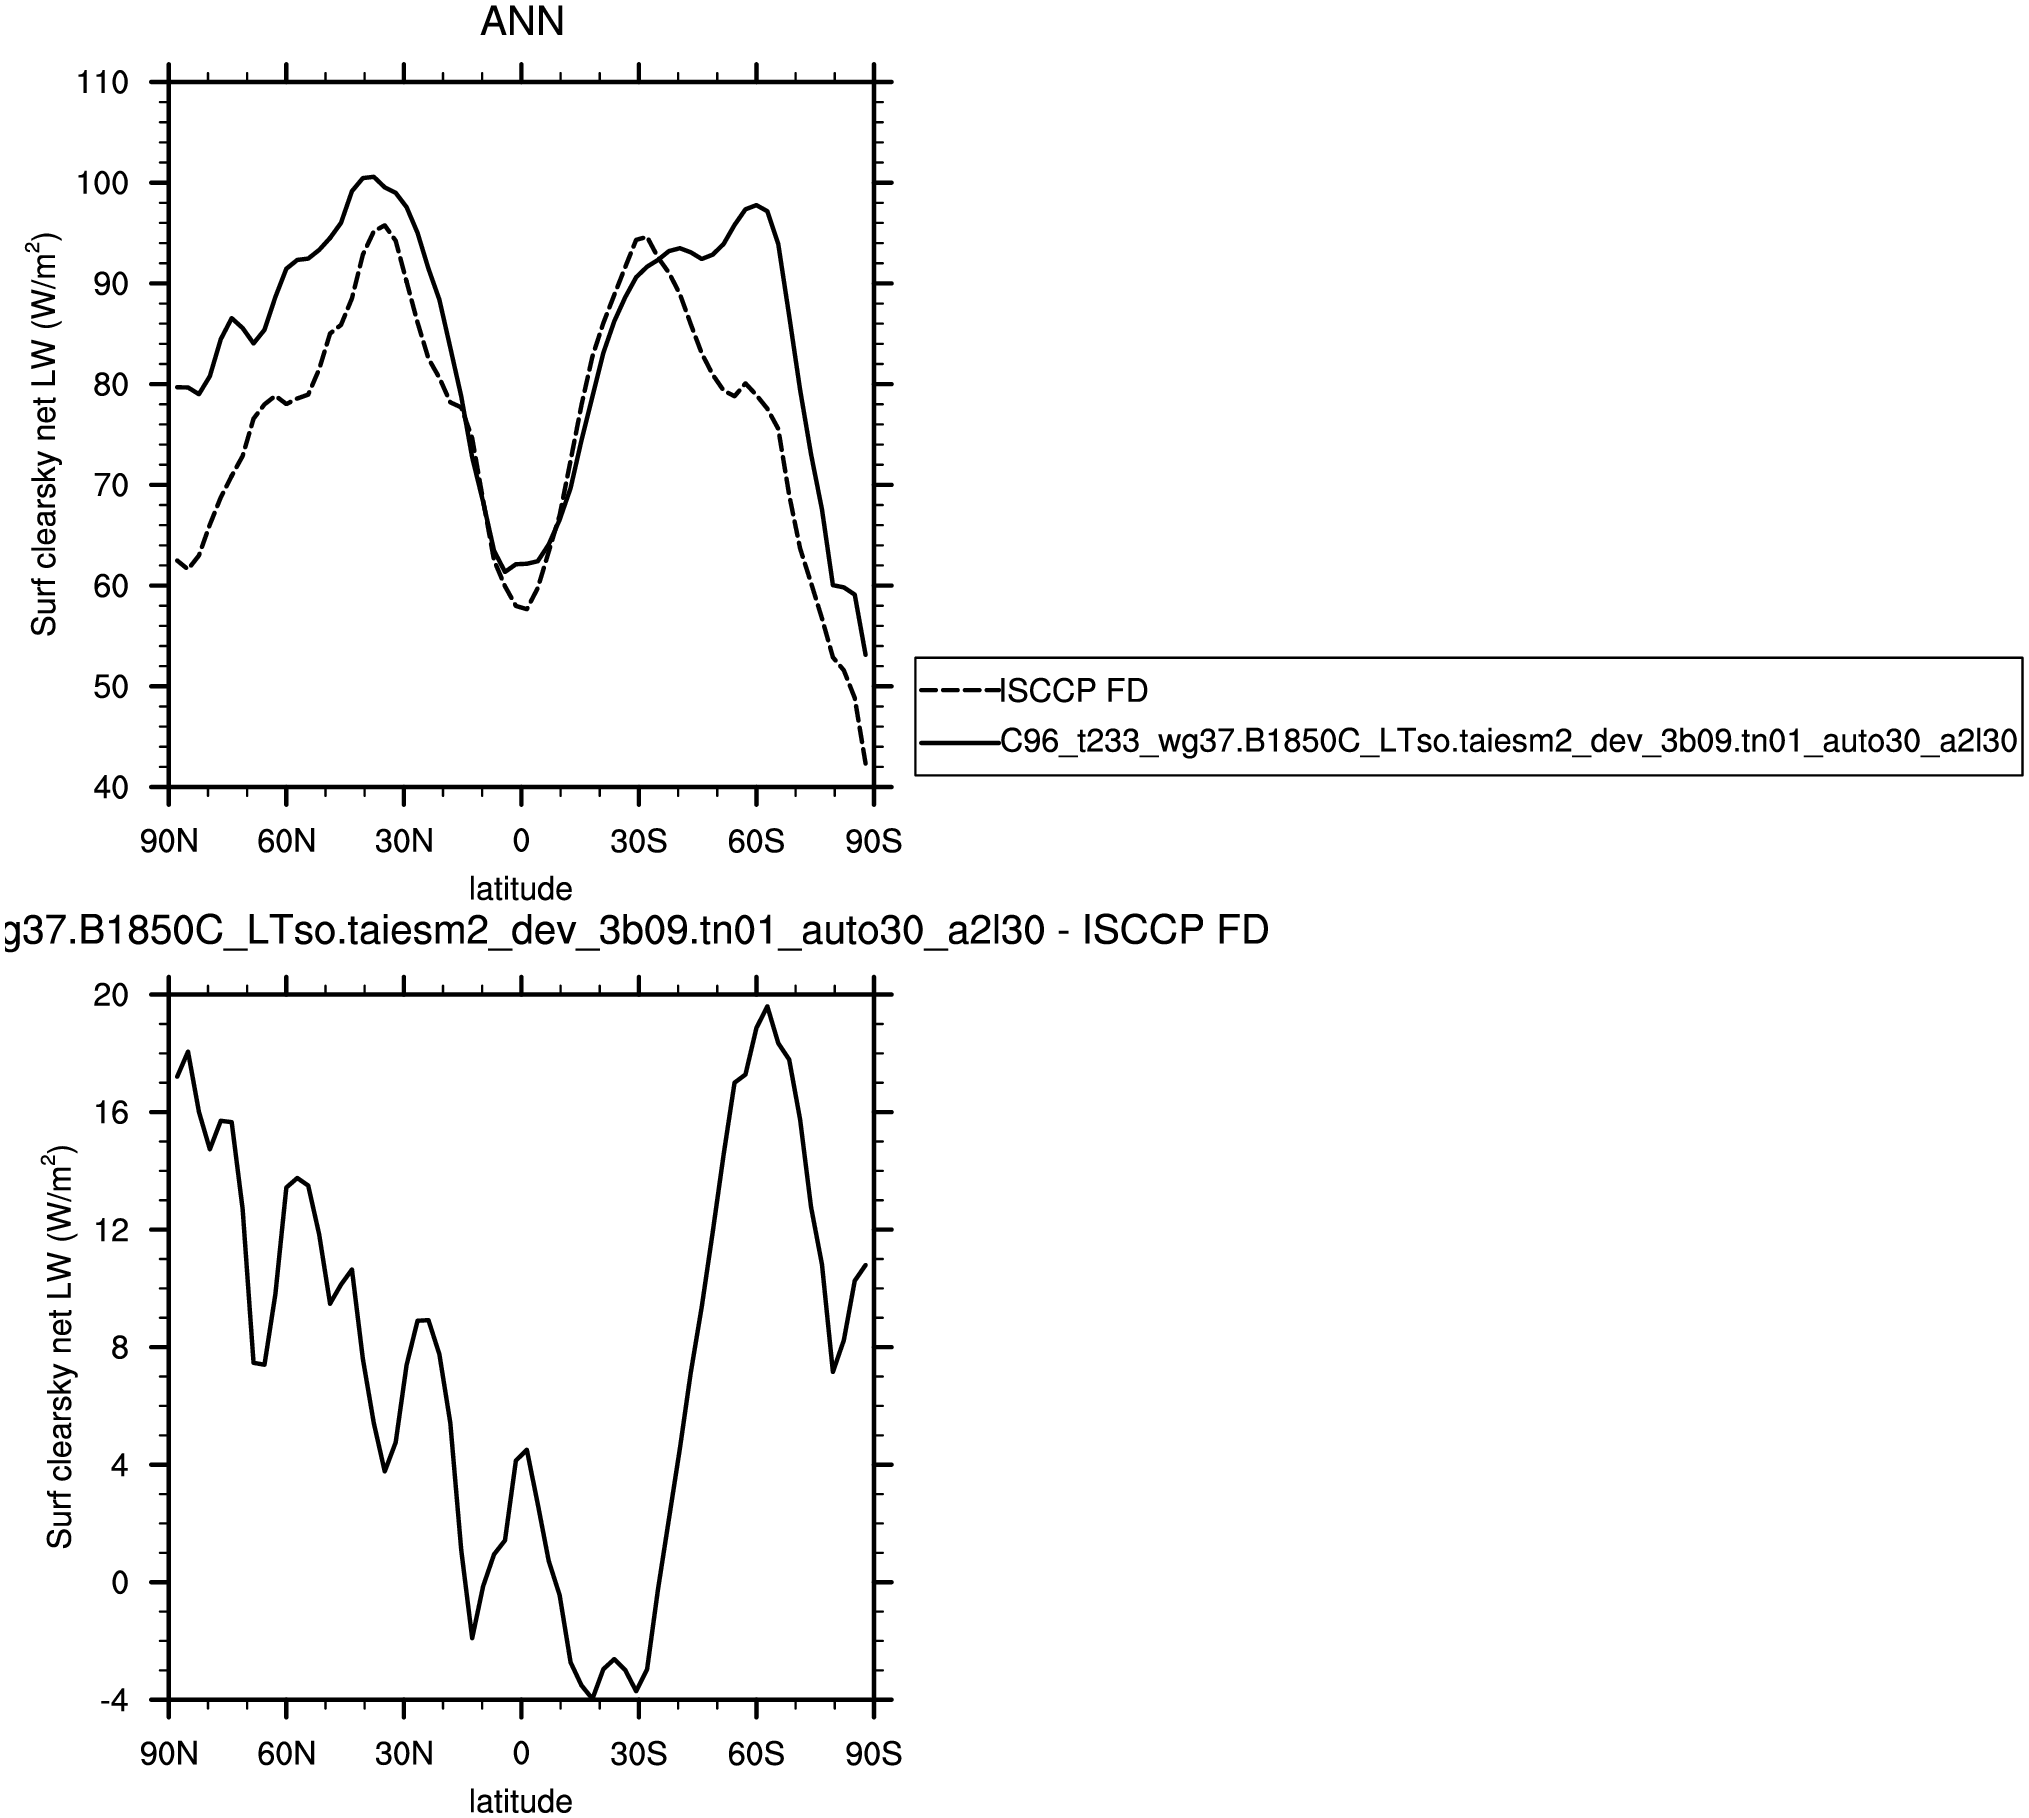 ANN
110
100
90
80
70
60
50
40
Surf clearsky net LW (W/m²)
90N 60N 30N 0 30S 60S 90S
latitude
ISCCP FD
C96_t233_wg37.B1850C_LTso.taiesm2_dev_3b09.tn01_auto30_a2l30
g37.B1850C_LTso.taiesm2_dev_3b09.tn01_auto30_a2l30 - ISCCP FD
20
16
12
8
4
0
-4
Surf clearsky net LW (W/m²)
90N 60N 30N 0 30S 60S 90S
latitude